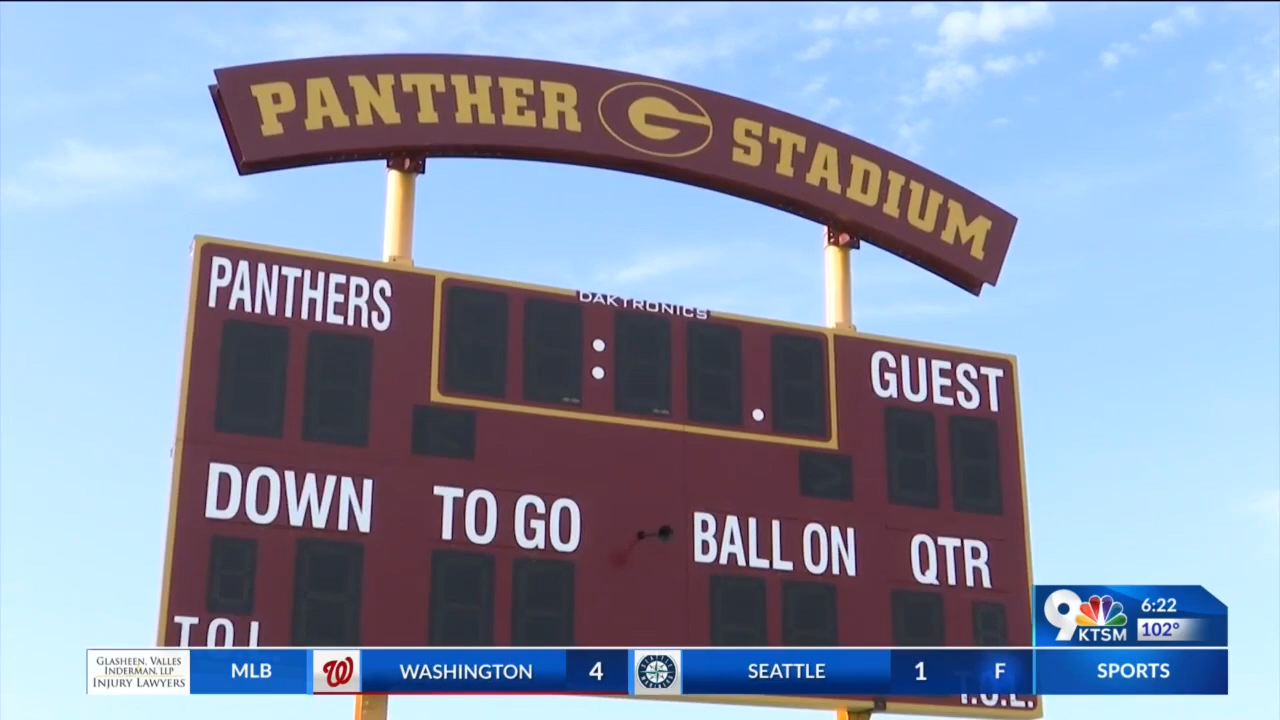 PANTHER G STADIUM
PANTHERS
DAKTRONICS
GUEST
DOWN
TO GO
BALL ON
QTR
T.O.L.
T.O.L.
9 KTSM
6:22
102°
GLASHEEN, VALLES
INDERMAN, LLP
INJURY LAWYERS
MLB W WASHINGTON 4 SEATTLE 1 F SPORTS